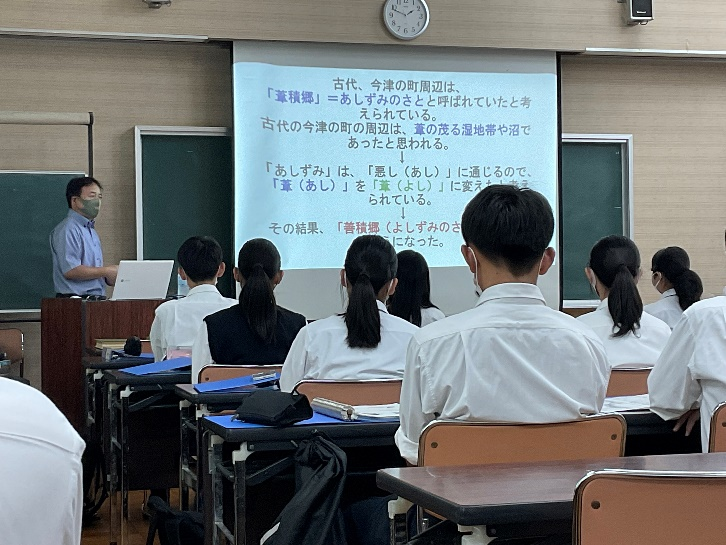 古代、今津の町周辺は、
「葦積郷」＝あしずみのさとと呼ばれていたと考
えられている。
古代の今津の町の周辺は、葦の茂る湿地帯や沼で
あったと思われる。
↓
「あしずみ」は、「悪し（あし）」に通じるので、
「葦（あし）」を「葦（よし）」に変えたと考え
られている。
↓
その結果、「善積郷（よしずみのさ
になった。